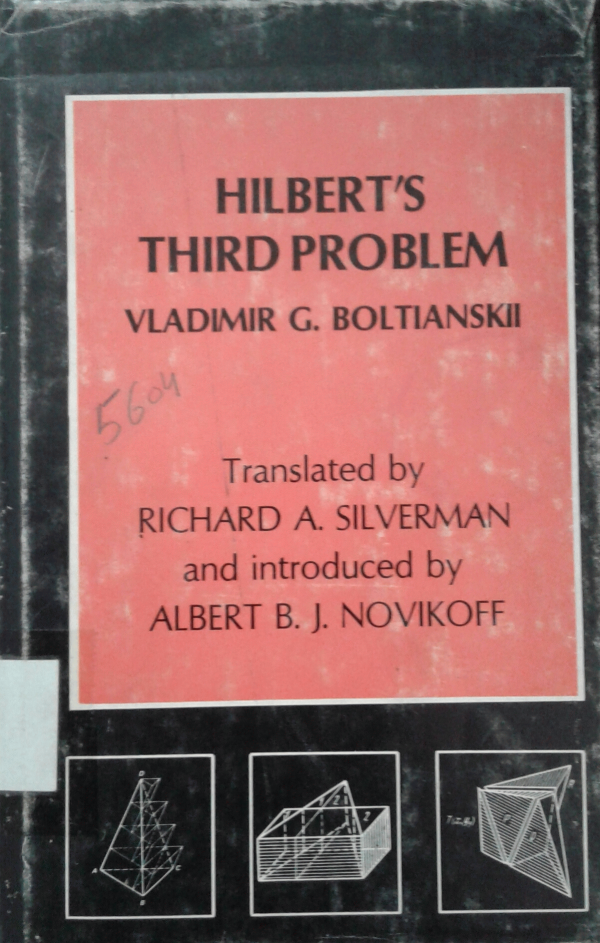 HILBERT'S
THIRD PROBLEM
VLADIMIR G. BOLTIANSKII
5604
Translated by
RICHARD A. SILVERMAN
and introduced by
ALBERT B. J. NOVIKOFF
D
A
C
B